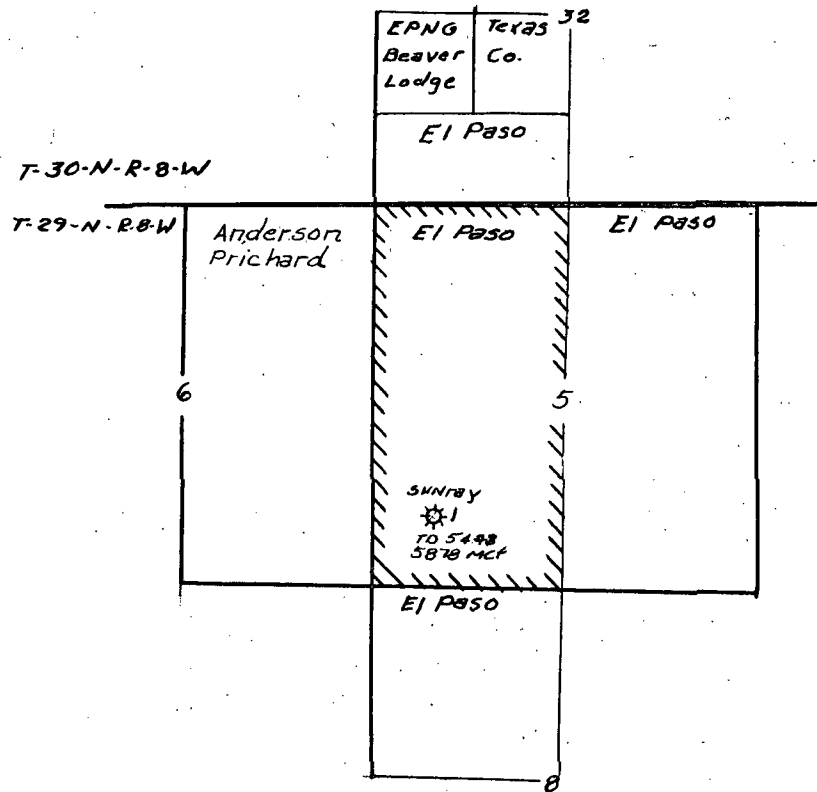 32
EPNG
Beaver
Lodge
Texas
Co.
El Paso
T-30-N-R-8-W
T-29-N-R-8-W
Anderson
Prichard
El Paso
El Paso
6
5
SUNray
1
TD 5498
5878 MCF
El Paso
8